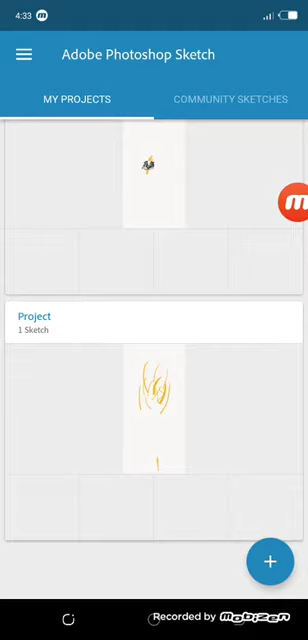 4:33
Adobe Photoshop Sketch
MY PROJECTS
COMMUNITY SKETCHES
Project
1 Sketch
+
Recorded by mobizen